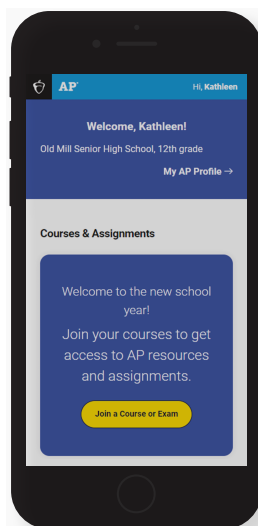 AP
Hi, Kathleen
Welcome, Kathleen!
Old Mill Senior High School, 12th grade
My AP Profile →
Courses & Assignments
Welcome to the new school
year!
Join your courses to get
access to AP resources
and assignments.
Join a Course or Exam